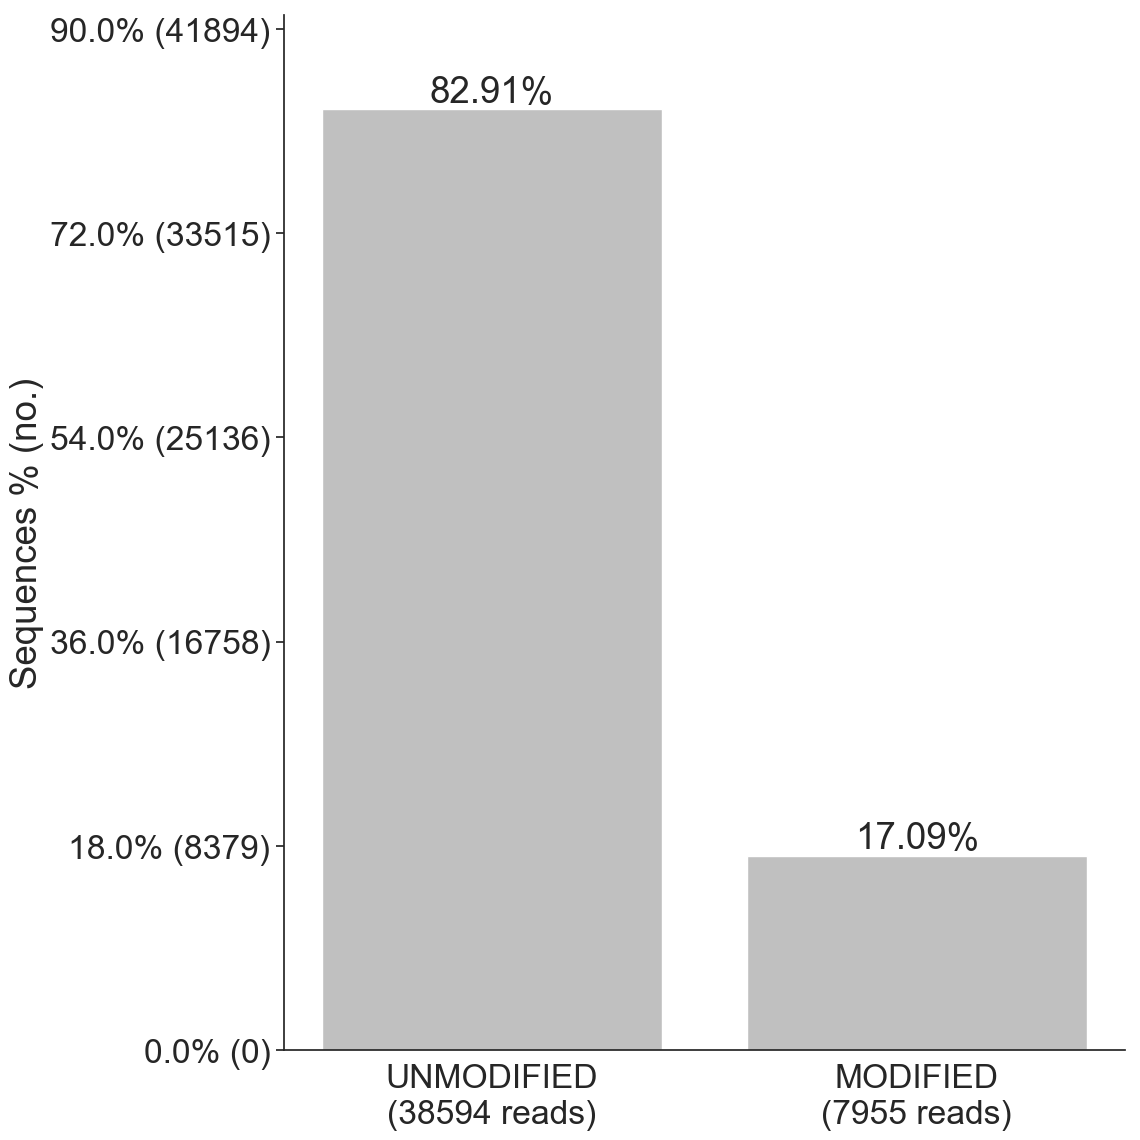 90.0% (41894)
82.91%
72.0% (33515)
Sequences % (no.)
54.0% (25136)
36.0% (16758)
18.0% (8379)
17.09%
0.0% (0)
UNMODIFIED
(38594 reads)
MODIFIED
(7955 reads)